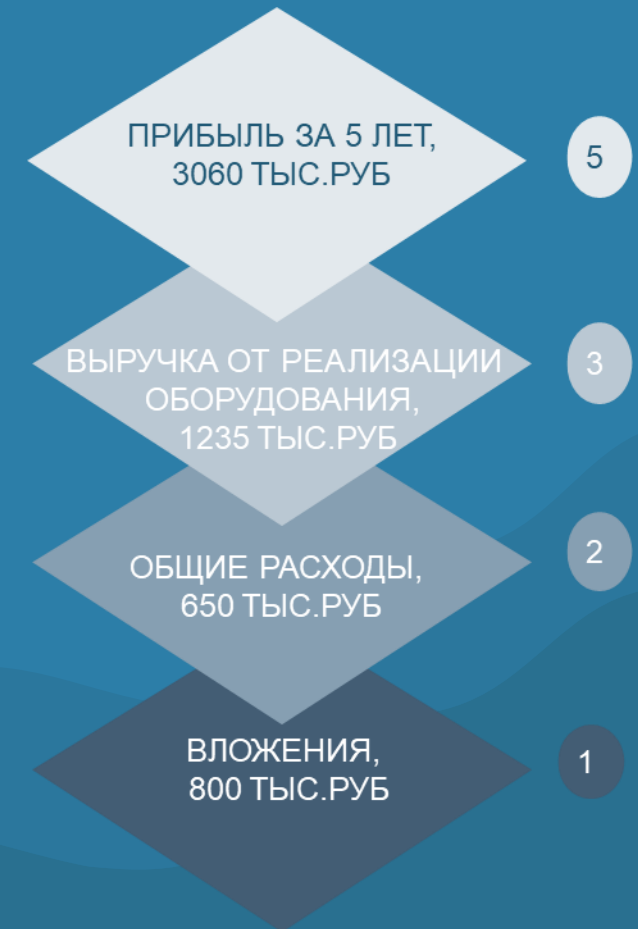 ПРИБЫЛЬ ЗА 5 ЛЕТ,
3060 ТЫС.РУБ
5
ВЫРУЧКА ОТ РЕАЛИЗАЦИИ
ОБОРУДОВАНИЯ,
1235 ТЫС.РУБ
3
ОБЩИЕ РАСХОДЫ,
650 ТЫС.РУБ
2
ВЛОЖЕНИЯ,
800 ТЫС.РУБ
1